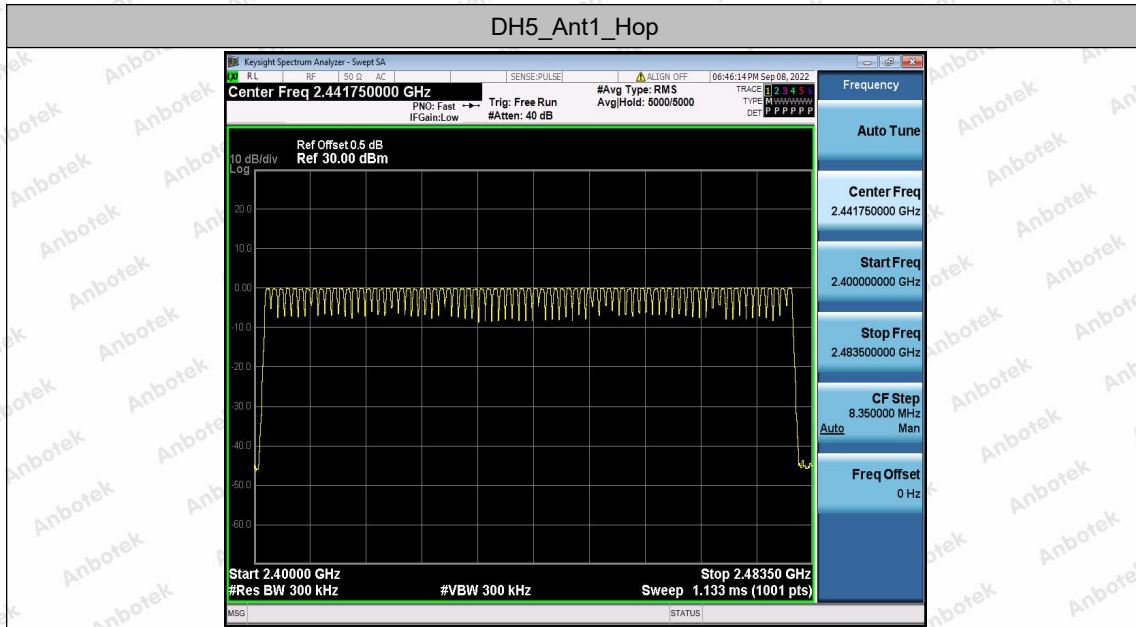 DH5_Ant1_Hop
Keysight Spectrum Analyzer - Swept SA
RL RF 50 Ω AC SENSE:PULSE ALIGN OFF 06:46:14 PM Sep 08, 2022
Center Freq 2.441750000 GHz
PNO: Fast
IFGain:Low
Trig: Free Run
#Atten: 40 dB
#Avg Type: RMS
Avg|Hold: 5000/5000
TRACE 1 2 3 4 5 6
TYPE M WWWWW
DET P P P P P P
Ref Offset 0.5 dB
10 dB/div Ref 30.00 dBm
Log
20.0
10.0
0.00
-10.0
-20.0
-30.0
-40.0
-50.0
-60.0
Start 2.40000 GHz Stop 2.48350 GHz
#Res BW 300 kHz #VBW 300 kHz Sweep 1.133 ms (1001 pts)
MSG STATUS
Frequency
Auto Tune
Center Freq
2.441750000 GHz
Start Freq
2.400000000 GHz
Stop Freq
2.483500000 GHz
CF Step
8.350000 MHz
Auto Man
Freq Offset
0 Hz
Anbotek